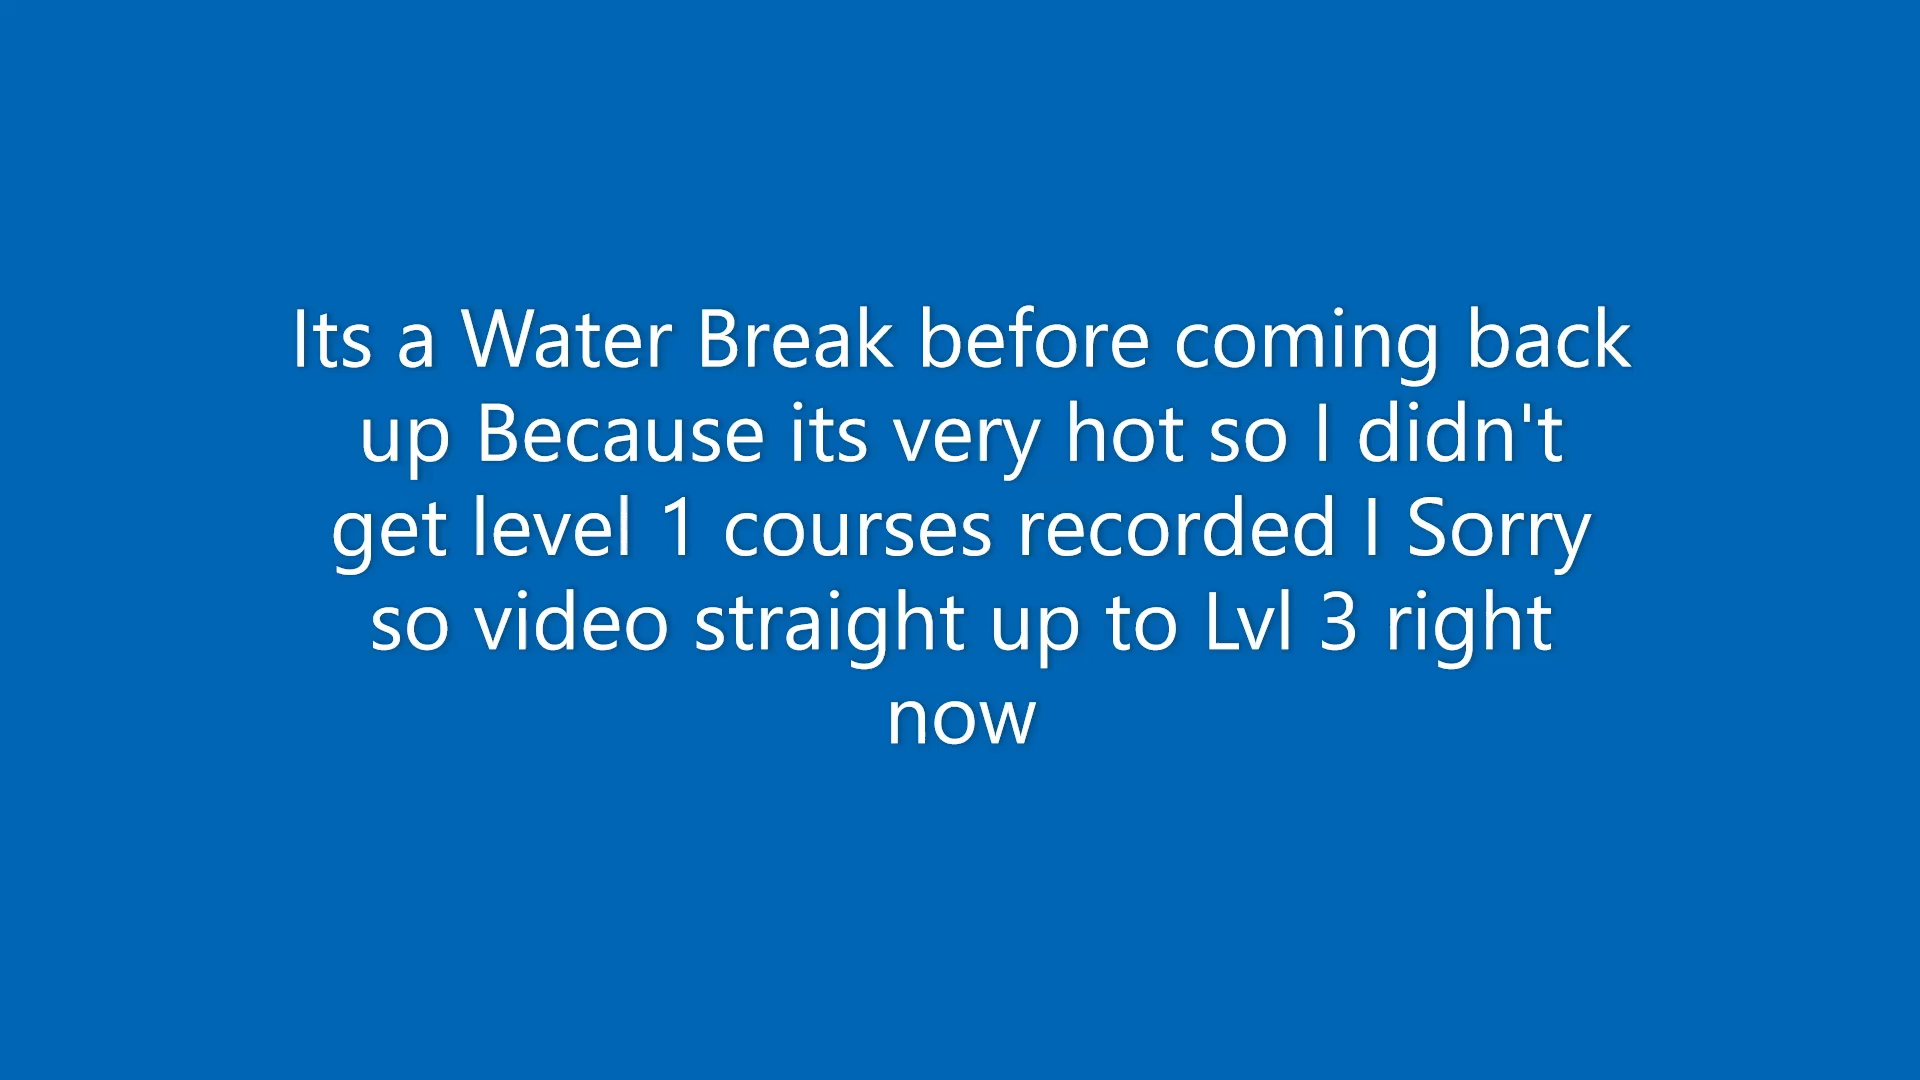 Its a Water Break before coming back
up Because its very hot so I didn't
get level 1 courses recorded I Sorry
so video straight up to Lvl 3 right
now